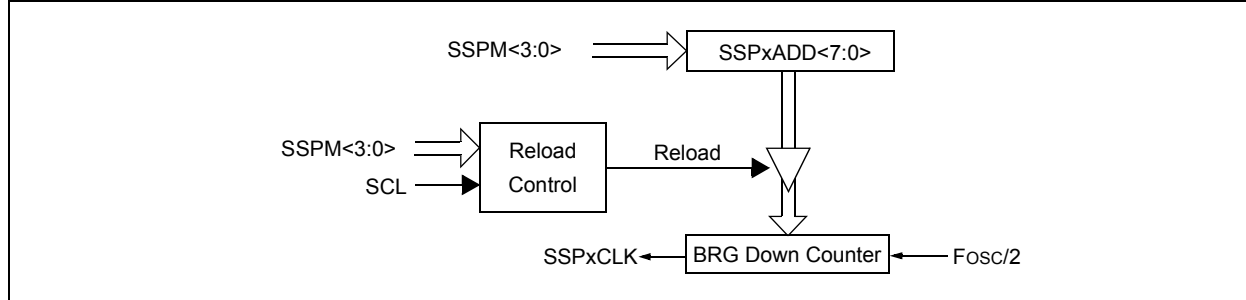 SSPM<3:0>
SSPxADD<7:0>
SSPM<3:0>
Reload
Control
Reload
SCL
SSPxCLK
BRG Down Counter
FOSC/2